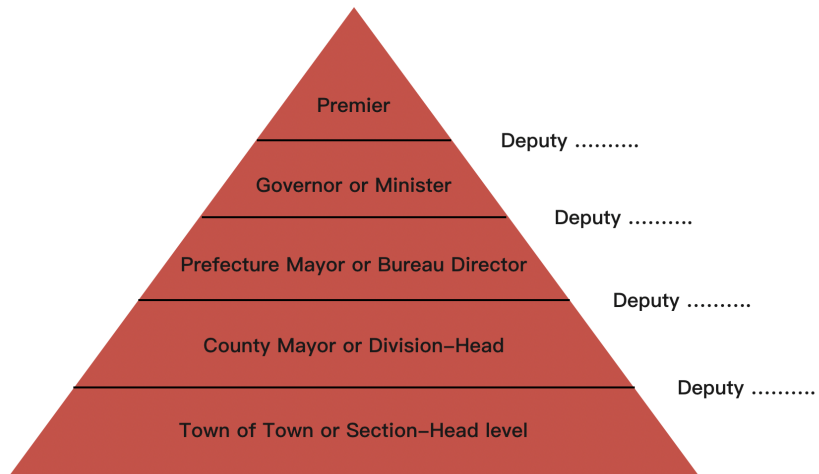 Premier
Deputy ..........
Governor or Minister
Deputy ..........
Prefecture Mayor or Bureau Director
Deputy ..........
County Mayor or Division-Head
Deputy ..........
Town of Town or Section-Head level